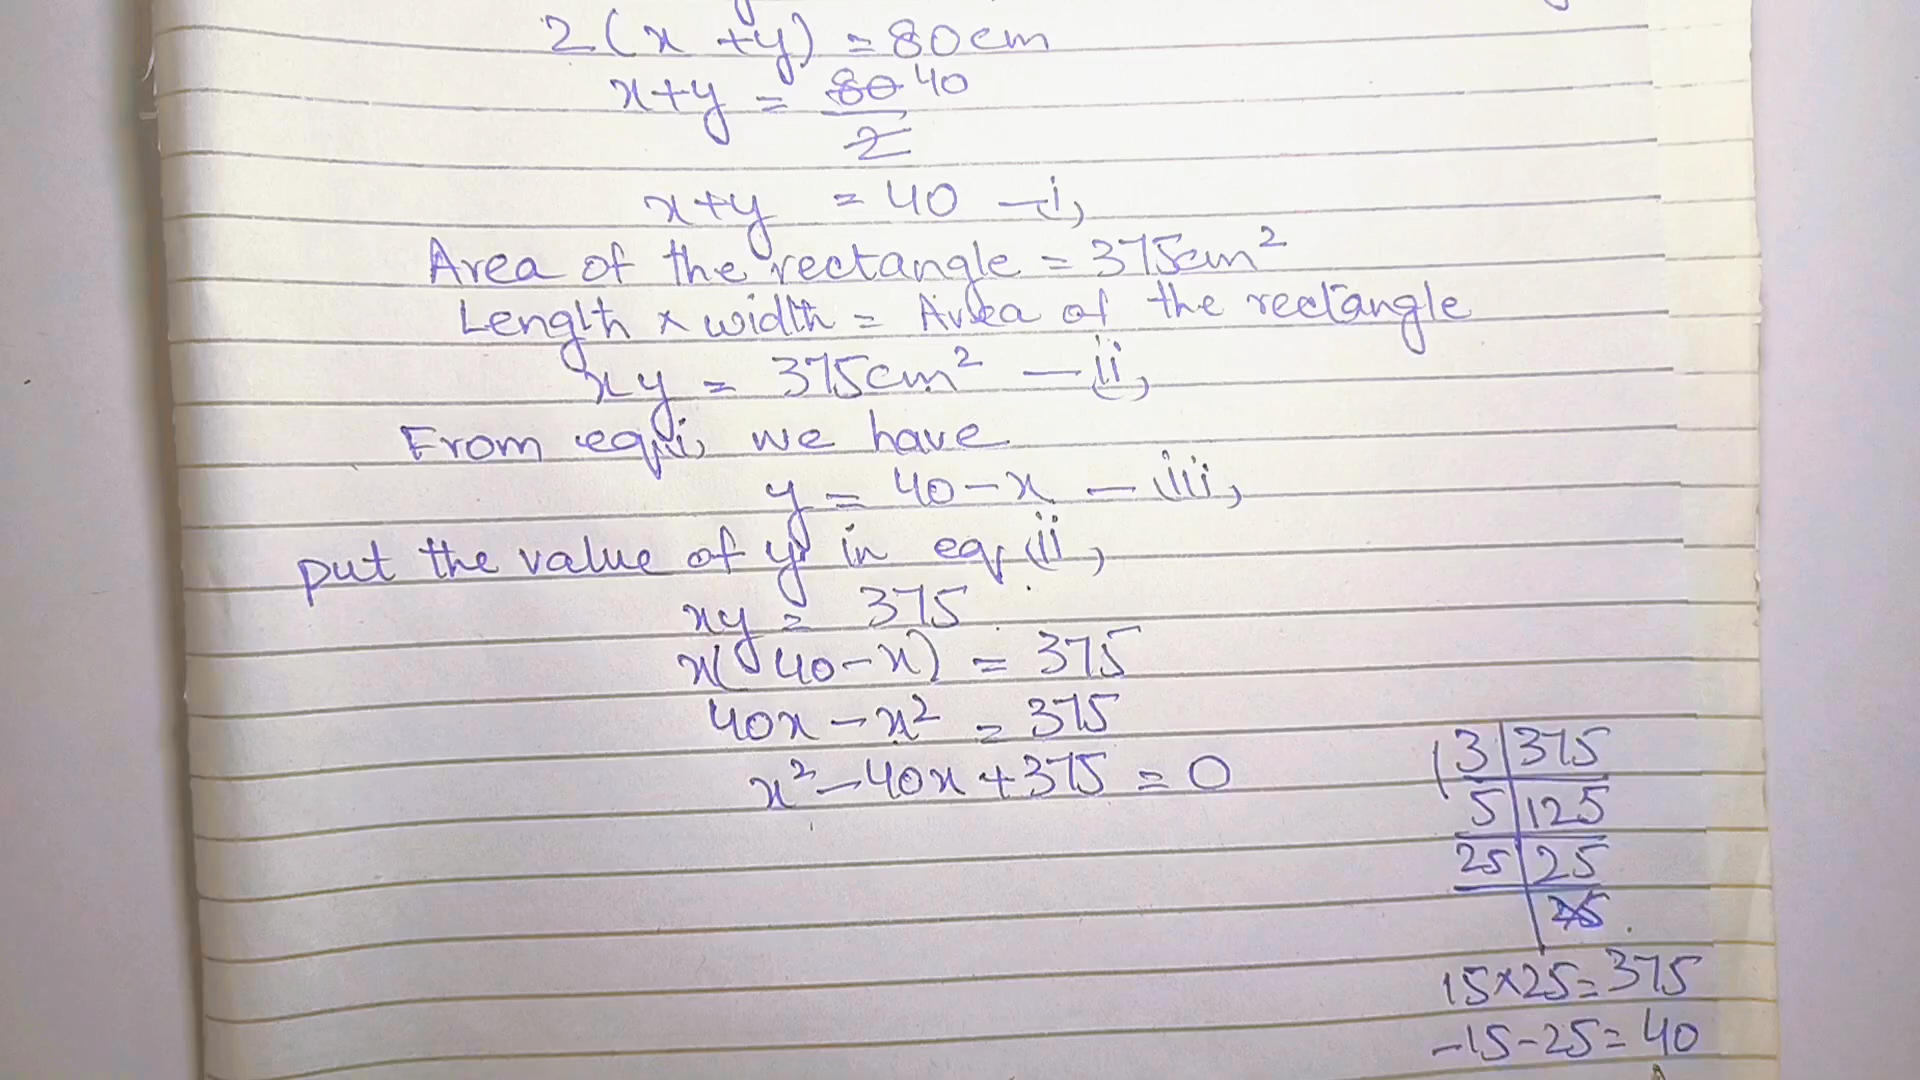 2(x+y) = 80cm
x+y = 80 40
2
x+y = 40 —i,
Area of the rectangle = 375cm²
Length × width = Area of the rectangle
xy = 375cm² — ii,
From eq i, we have
y = 40-x — iii,
put the value of y in eq ii,
xy = 375
x(40-x) = 375
40x - x² = 375
x² - 40x + 375 = 0
3 | 375
5 | 125
25 | 25
15×25=375
-15-25=40